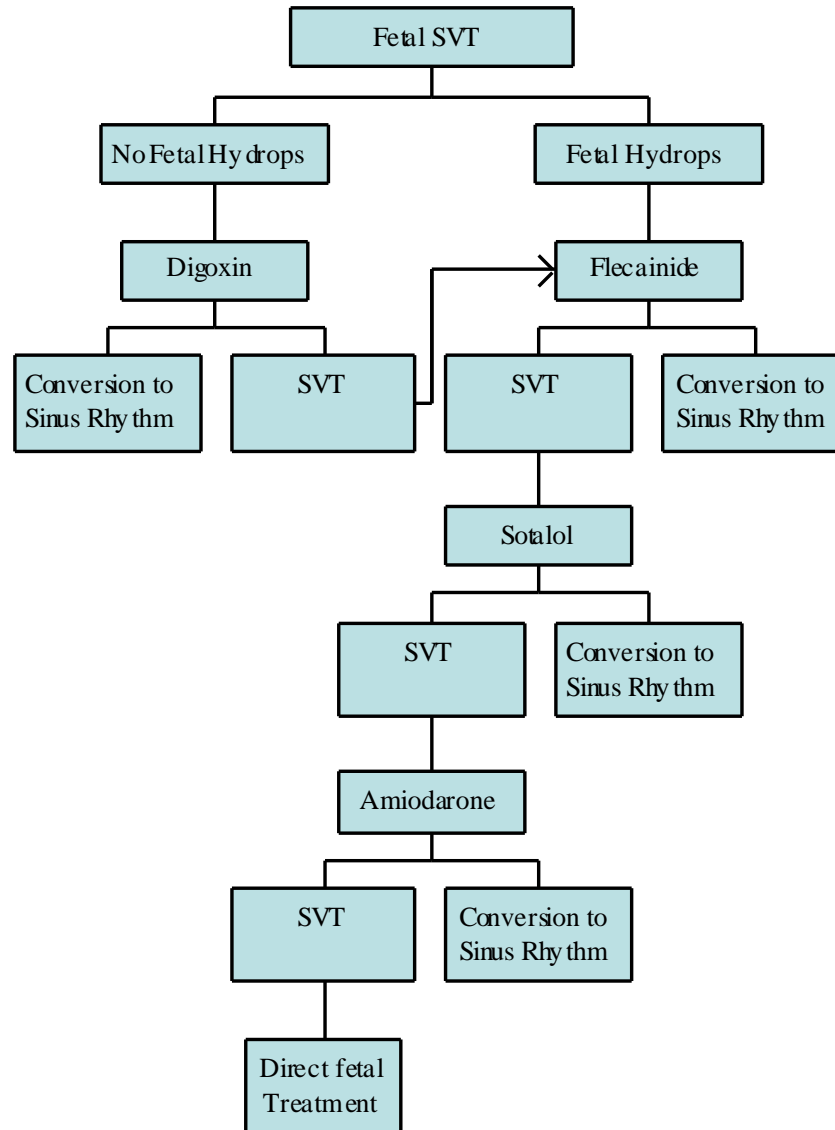 Fetal SVT
No Fetal Hydrops
Fetal Hydrops
Digoxin
Flecainide
Conversion to
Sinus Rhythm
SVT
SVT
Conversion to
Sinus Rhythm
Sotalol
SVT
Conversion to
Sinus Rhythm
Amiodarone
SVT
Conversion to
Sinus Rhythm
Direct fetal
Treatment